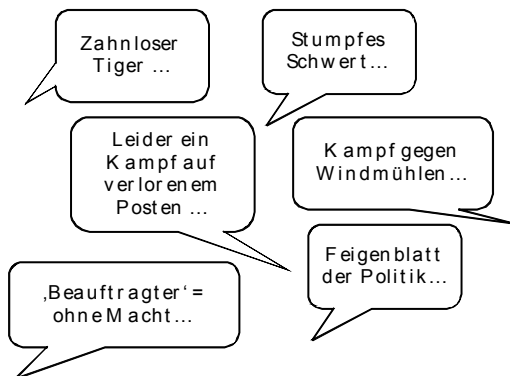 Zahnloser
Tiger …
Stumpfes
Schwert…
Leider ein
Kampf auf
verlorenem
Posten …
Kampf gegen
Windmühlen…
Feigenblatt
der Politik…
‚Beauftragter‘ =
ohne Macht…